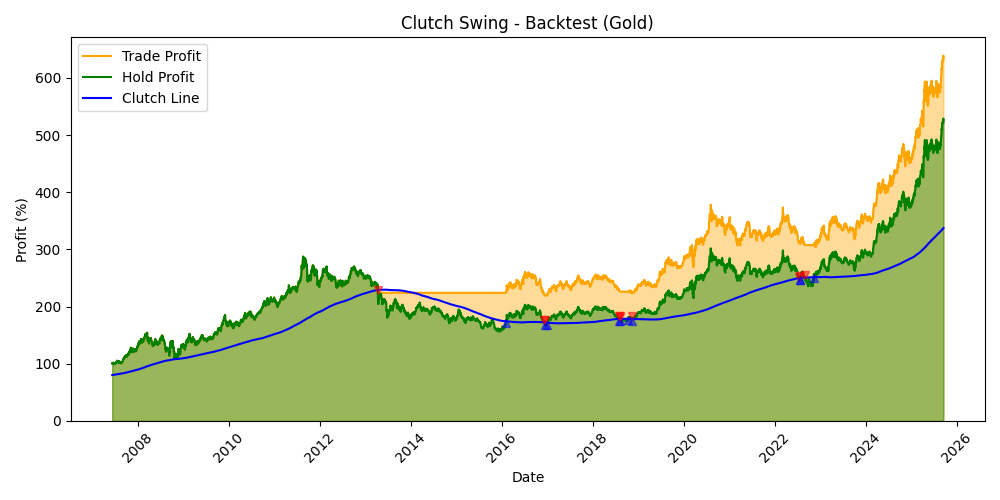 Clutch Swing - Backtest (Gold)
Trade Profit
Hold Profit
Clutch Line
600
500
400
300
200
100
0
Profit (%)
2008
2010
2012
2014
2016
2018
2020
2022
2024
2026
Date